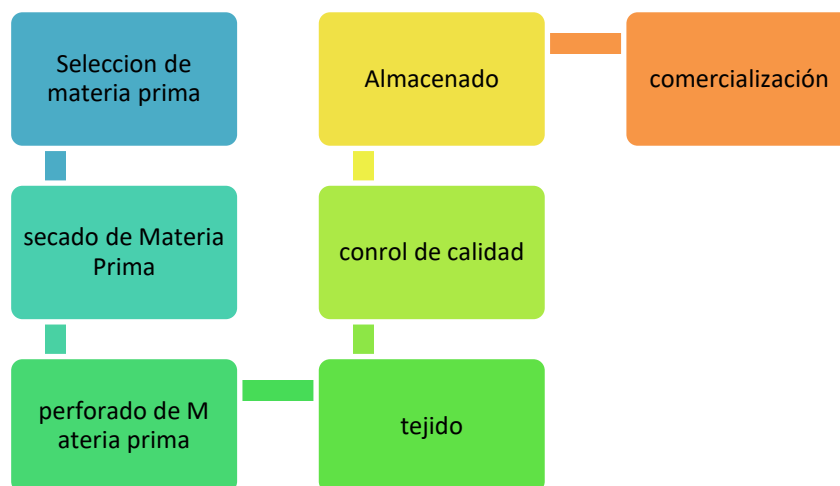 Seleccion de
materia prima
secado de Materia
Prima
perforado de M
ateria prima
tejido
conrol de calidad
Almacenado
comercialización